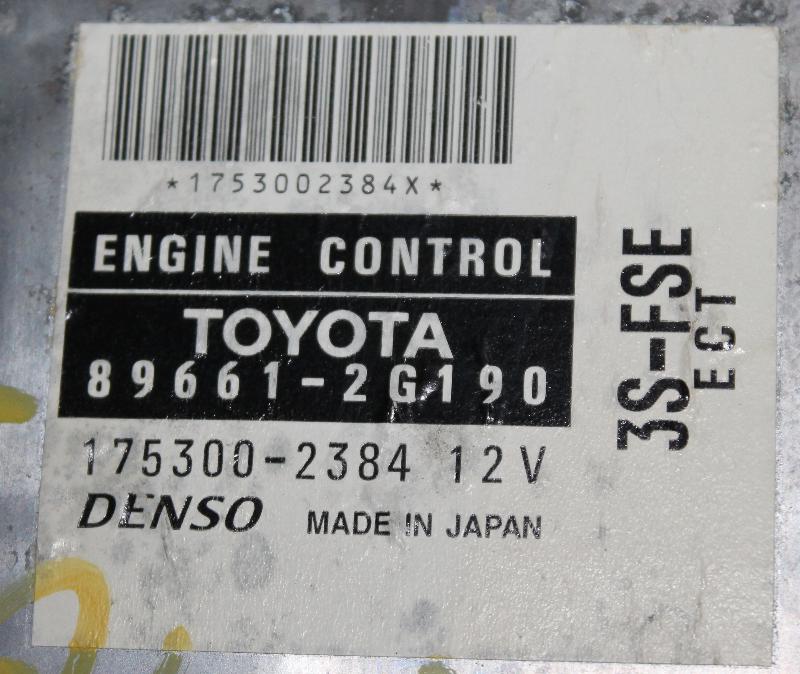 *1753002384X*
ENGINE CONTROL
TOYOTA
89661-2G190
175300-2384 12V
DENSO MADE IN JAPAN
3S-FSE
ECT